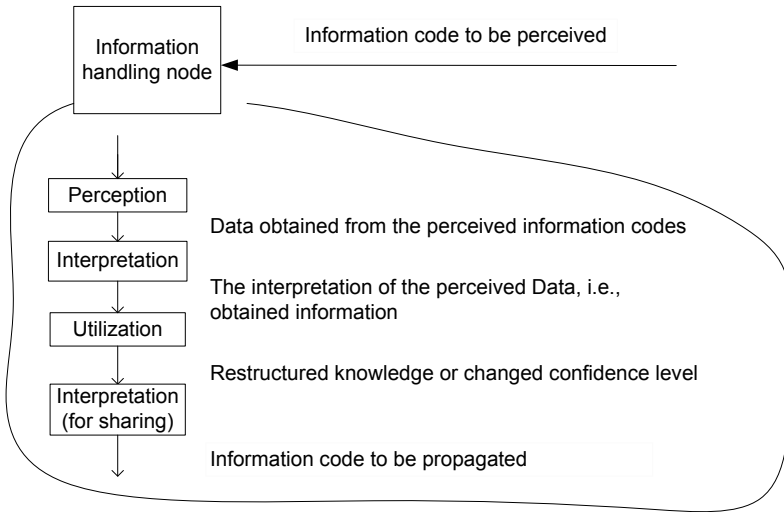 Information
handling node
Information code to be perceived
Perception
Data obtained from the perceived information codes
Interpretation
The interpretation of the perceived Data, i.e.,
obtained information
Utilization
Restructured knowledge or changed confidence level
Interpretation
(for sharing)
Information code to be propagated